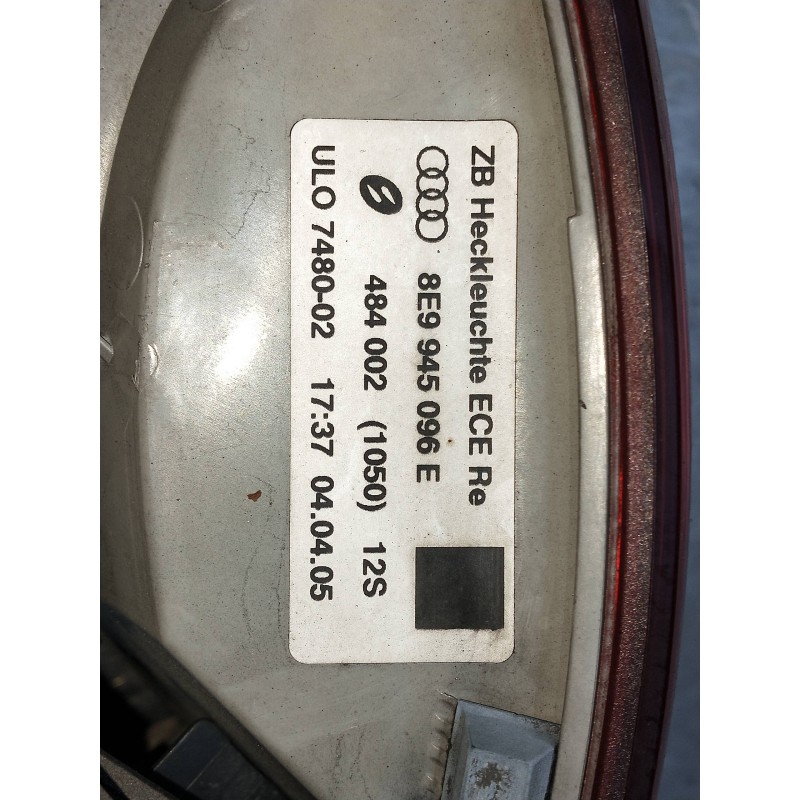 ZB Heckleuchte ECE Re
8E9 945 096 E
484 002 (1050) 12S
ULO 7480-02 17:37 04.04.05